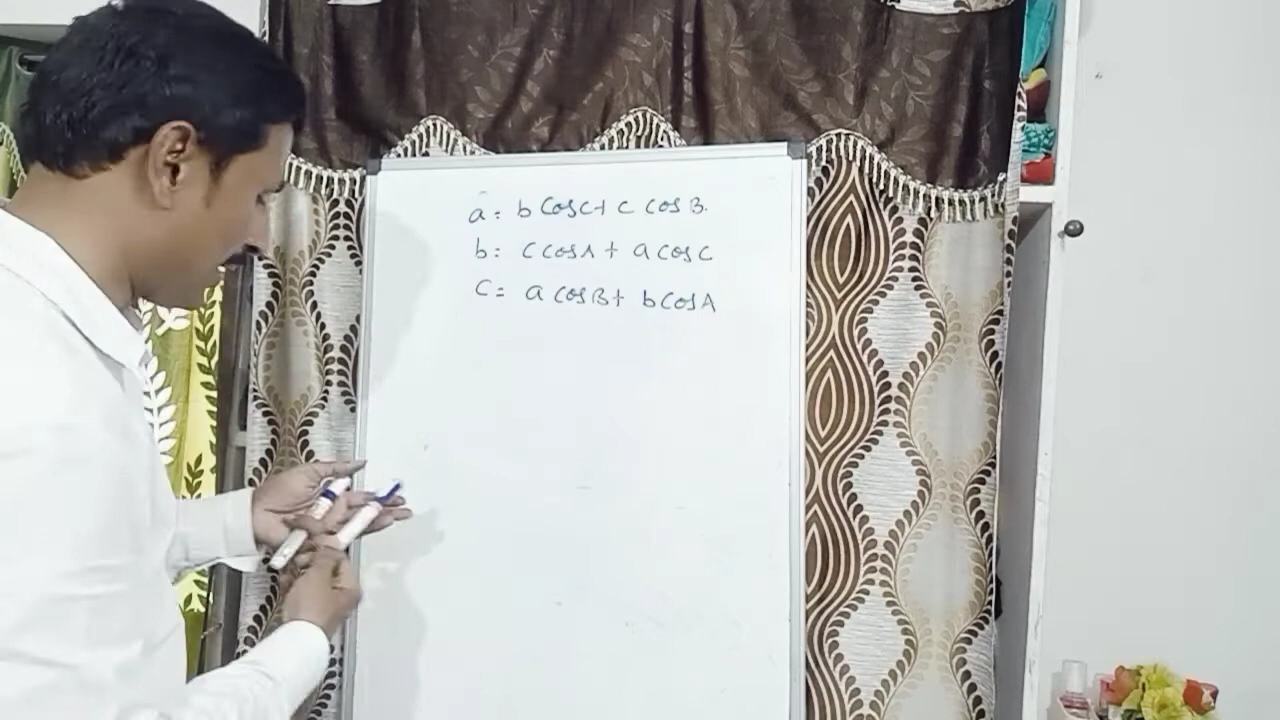 a = b cosC + c cosB.
b = c cosA + a cosC
c = a cosB + b cosA